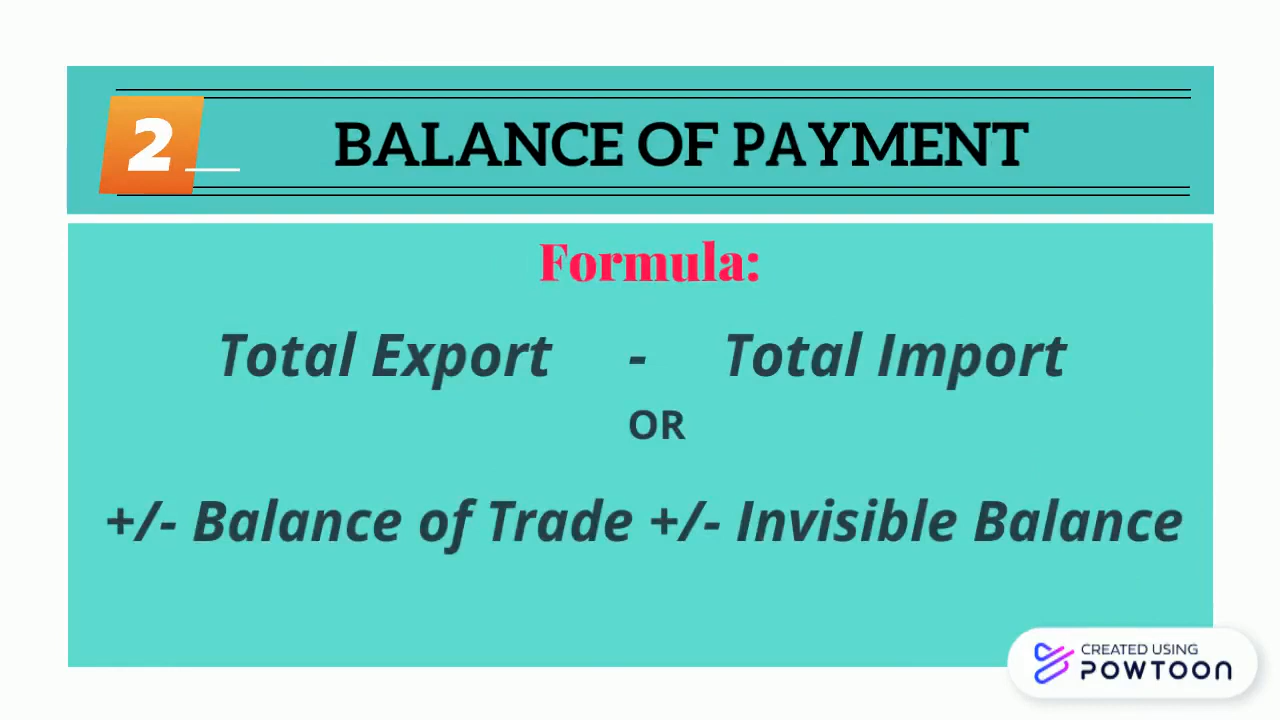 2
BALANCE OF PAYMENT
Formula:
Total Export - Total Import
OR
+/- Balance of Trade +/- Invisible Balance
CREATED USING
POWTOON